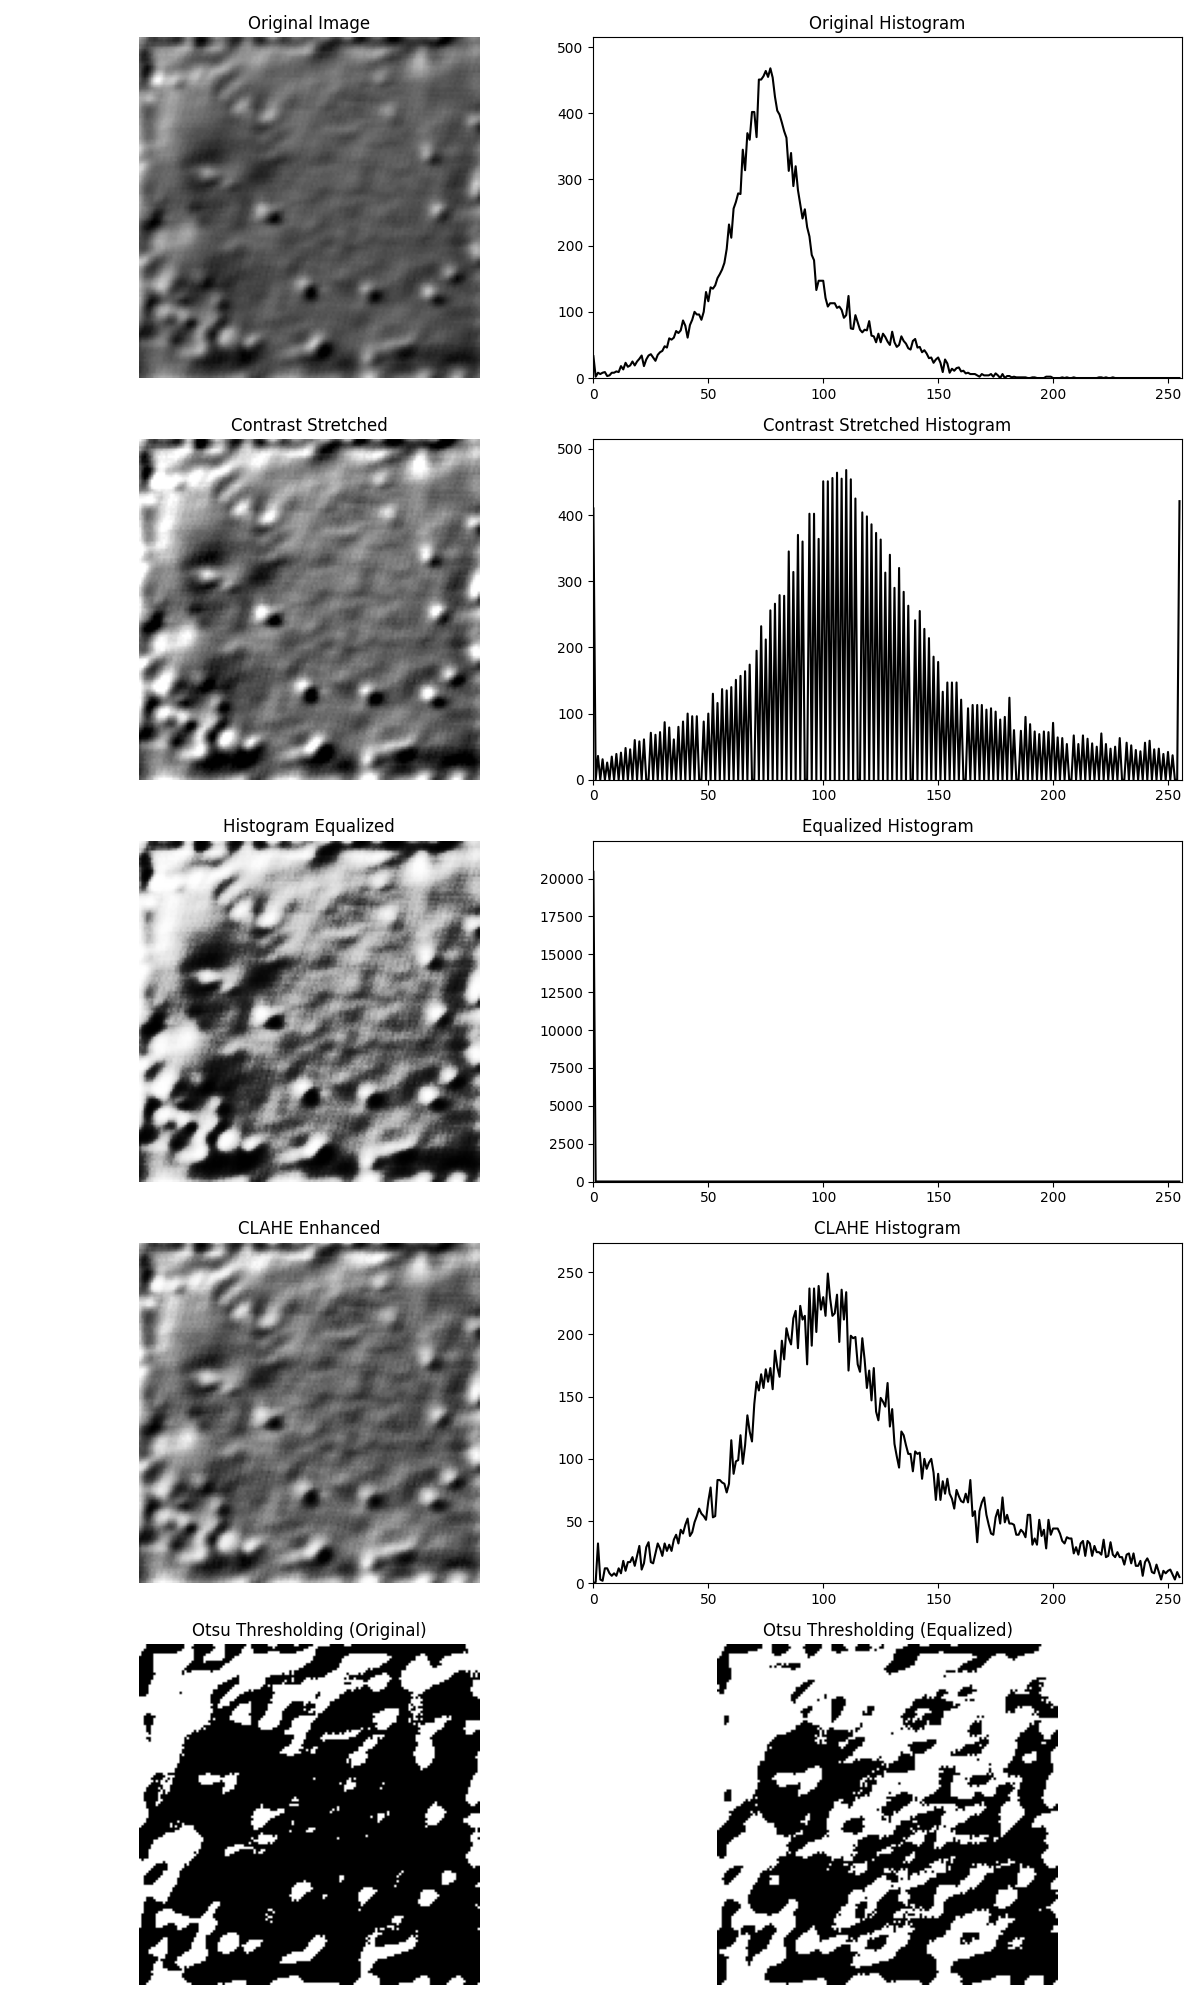 Original Image
Original Histogram
500
400
300
200
100
0
0 50 100 150 200 250
Contrast Stretched
Contrast Stretched Histogram
500
400
300
200
100
0
0 50 100 150 200 250
Histogram Equalized
Equalized Histogram
20000
17500
15000
12500
10000
7500
5000
2500
0
0 50 100 150 200 250
CLAHE Enhanced
CLAHE Histogram
250
200
150
100
50
0
0 50 100 150 200 250
Otsu Thresholding (Original)
Otsu Thresholding (Equalized)